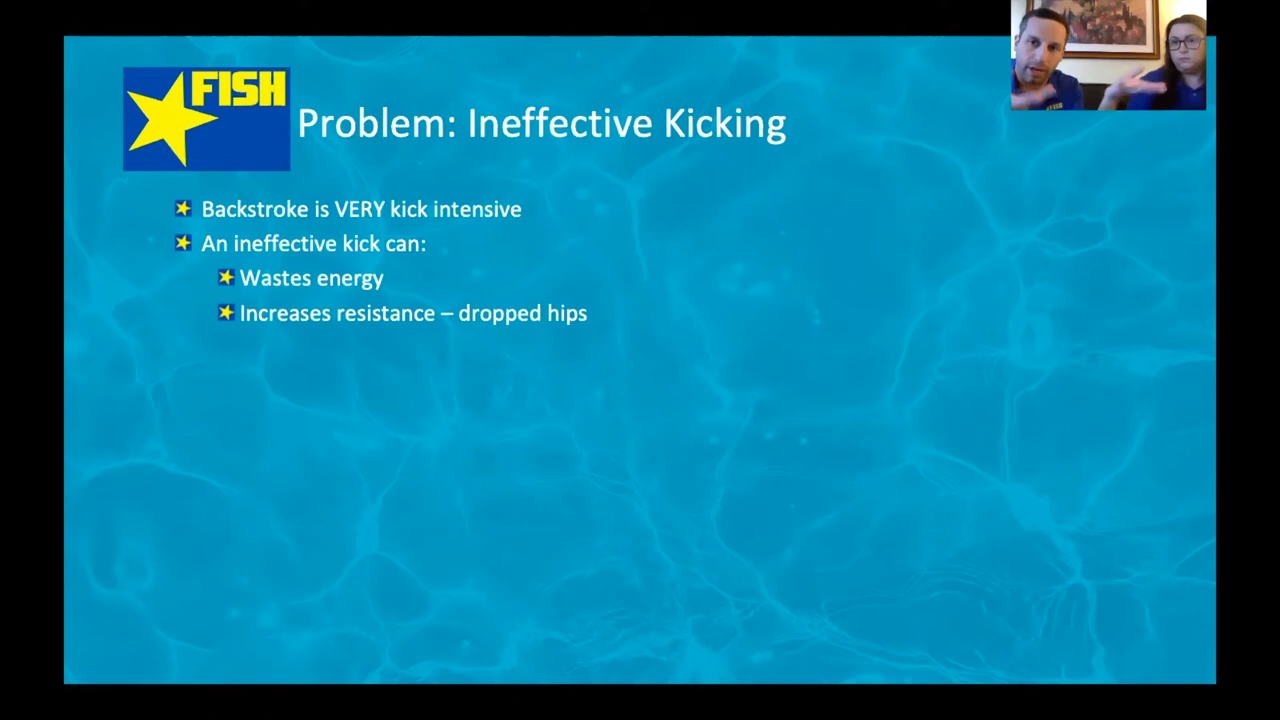 FISH
Problem: Ineffective Kicking
Backstroke is VERY kick intensive
An ineffective kick can:
Wastes energy
Increases resistance – dropped hips